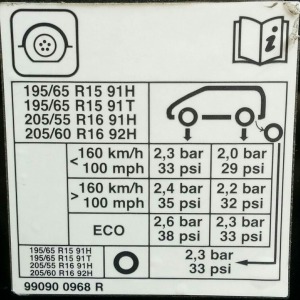 195/65 R15 91H
195/65 R15 91T
205/55 R16 91H
205/60 R16 92H
< 160 km/h 2,3 bar 2,0 bar
100 mph 33 psi 29 psi
> 160 km/h 2,4 bar 2,2 bar
100 mph 35 psi 32 psi
ECO 2,6 bar 2,3 bar
38 psi 33 psi
195/65 R15 91H
195/65 R15 91T
205/55 R16 91H
205/60 R16 92H
2,3 bar
33 psi
99090 0968 R